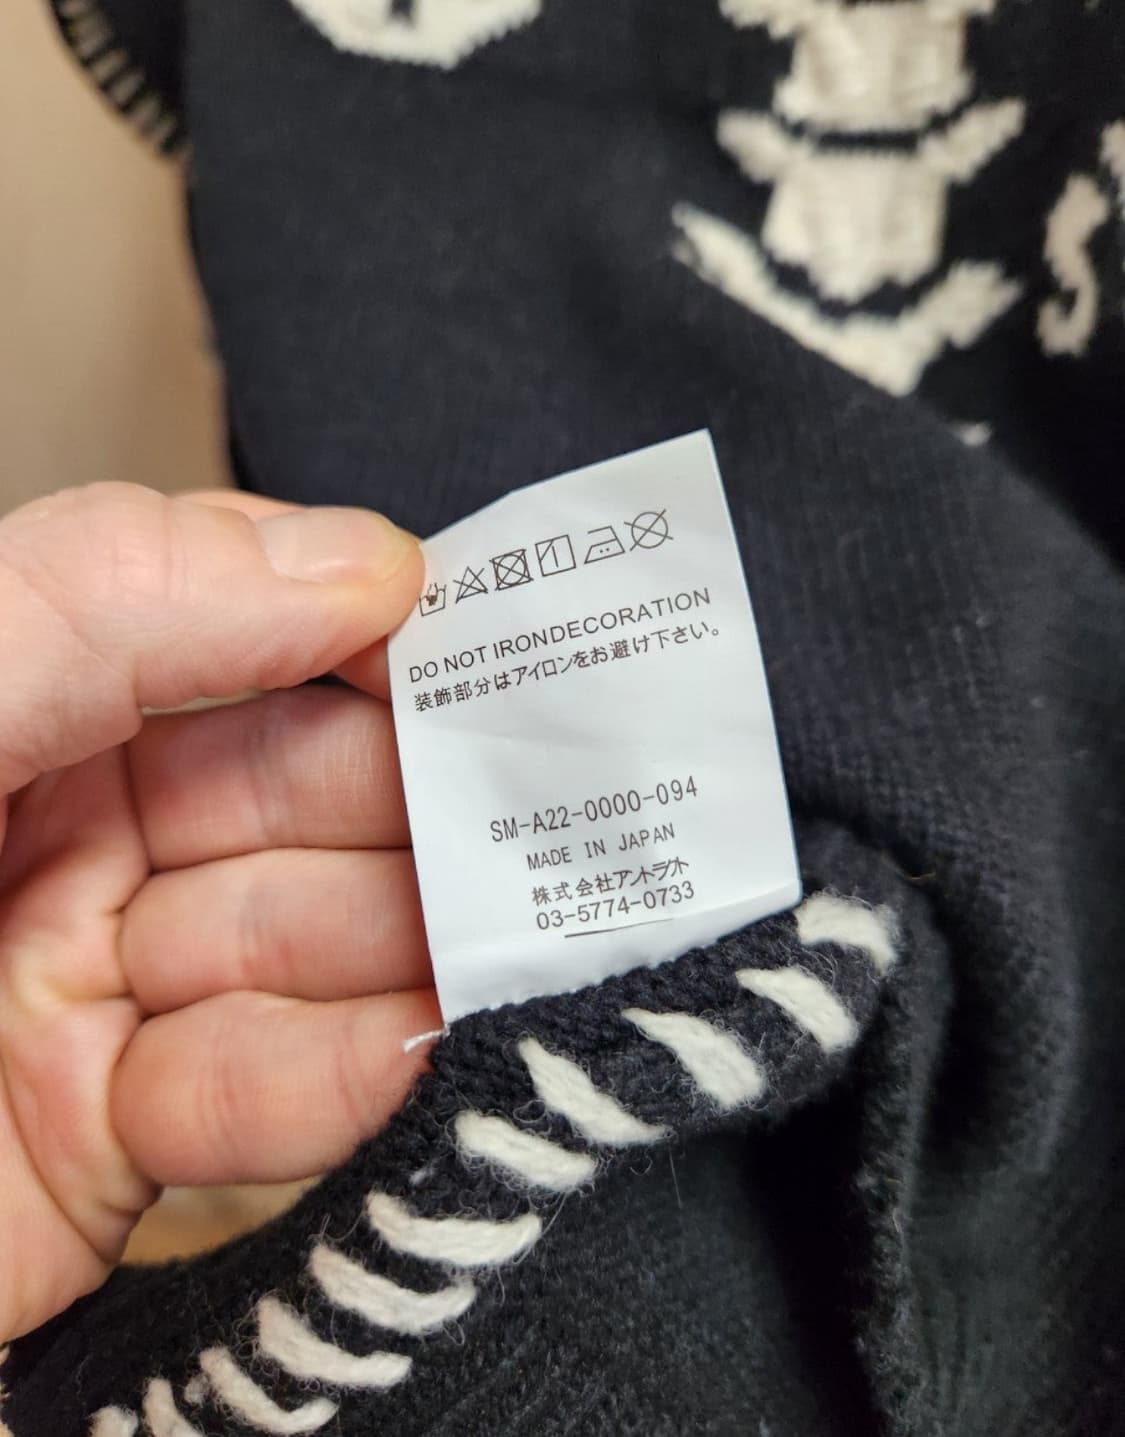 DO NOT IRONDECORATION
装飾部分はアイロンをお避け下さい。
SM-A22-0000-094
MADE IN JAPAN
株式会社アントラクト
03-5774-0733